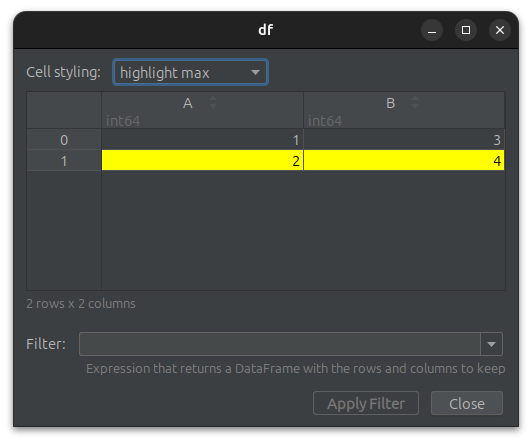 df
Cell styling: highlight max
A B
int64 int64
0 1 3
1 2 4
2 rows x 2 columns
Filter:
Expression that returns a DataFrame with the rows and columns to keep
Apply Filter Close